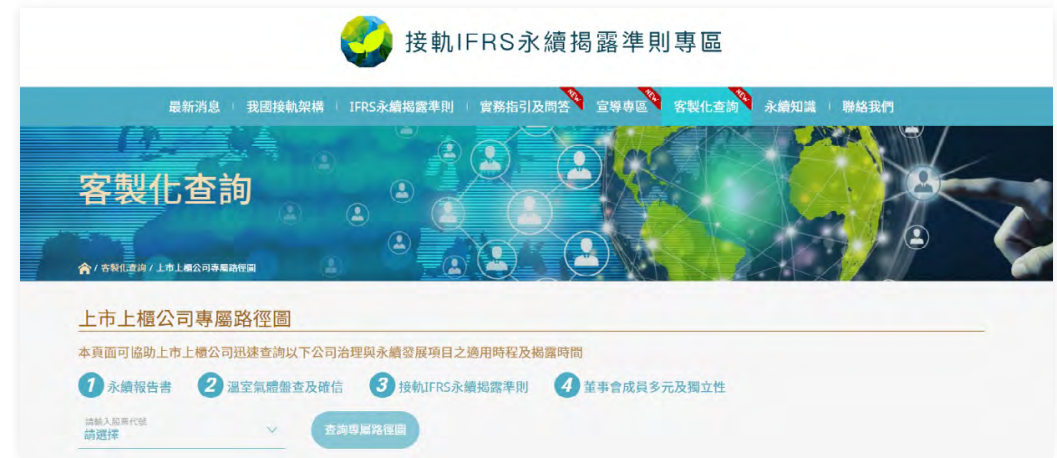 接軌IFRS永續揭露準則專區
最新消息 | 我國接軌架構 | IFRS永續揭露準則 | 實務指引及問答 NEW 宣導專區 NEW 客製化查詢 NEW 永續知識 | 聯絡我們
客製化查詢
/ 客製化查詢 / 上市上櫃公司專屬路徑圖
上市上櫃公司專屬路徑圖
本頁面可協助上市上櫃公司迅速查詢以下公司治理與永續發展項目之適用時程及揭露時間
1 永續報告書 2 溫室氣體盤查及確信 3 接軌IFRS永續揭露準則 4 董事會成員多元及獨立性
請輸入股票代號
請選擇
查詢專屬路徑圖